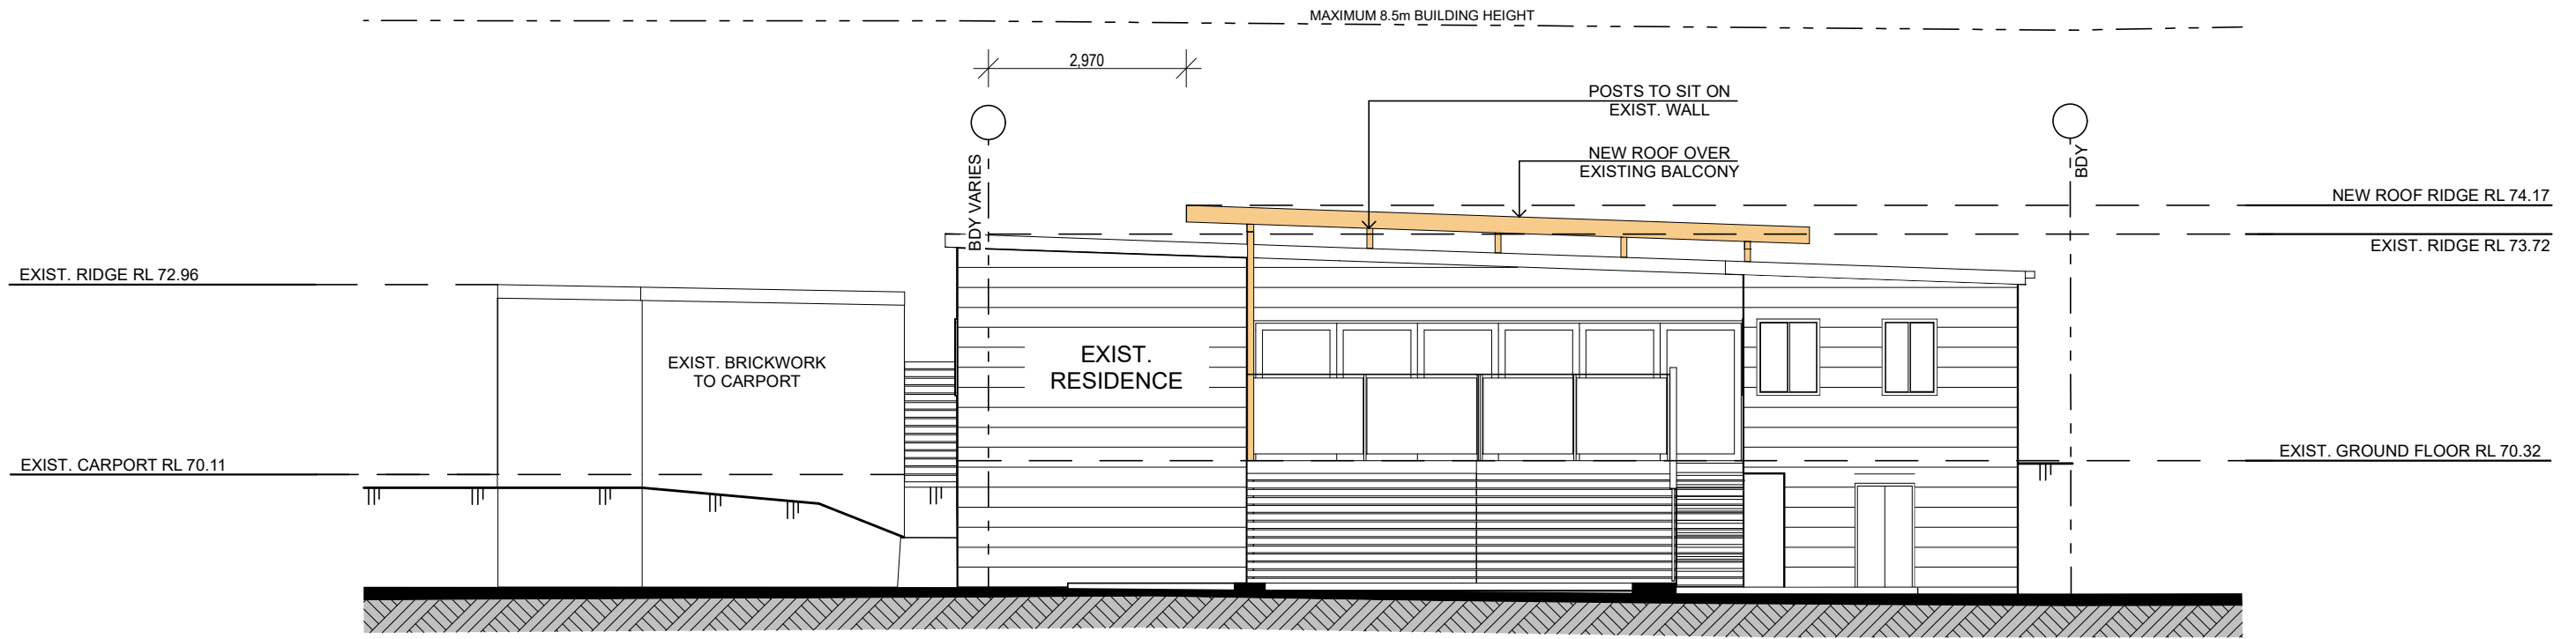 MAXIMUM 8.5m BUILDING HEIGHT
2,970
POSTS TO SIT ON
EXIST. WALL
BDY VARIES
BDY
NEW ROOF OVER
EXISTING BALCONY
NEW ROOF RIDGE RL 74.17
EXIST. RIDGE RL 73.72
EXIST. RIDGE RL 72.96
EXIST. BRICKWORK
TO CARPORT
EXIST.
RESIDENCE
EXIST. CARPORT RL 70.11
EXIST. GROUND FLOOR RL 70.32